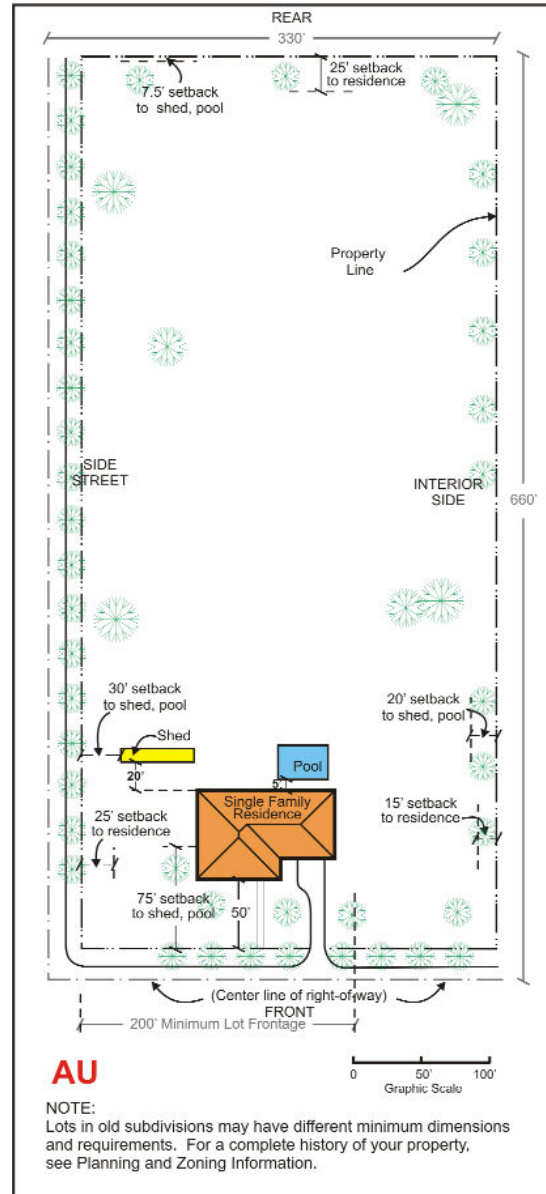 REAR
330'
7.5' setback
to shed, pool
25' setback
to residence
Property
Line
SIDE
STREET
INTERIOR
SIDE
660'
30' setback
to shed, pool
Shed
20'
20' setback
to shed, pool
Pool
5'
Single Family
Residence
25' setback
to residence
15' setback
to residence
75' setback
to shed, pool
50'
(Center line of right-of-way)
FRONT
200' Minimum Lot Frontage
AU
0 50' 100'
Graphic Scale
NOTE:
Lots in old subdivisions may have different minimum dimensions
and requirements. For a complete history of your property,
see Planning and Zoning Information.